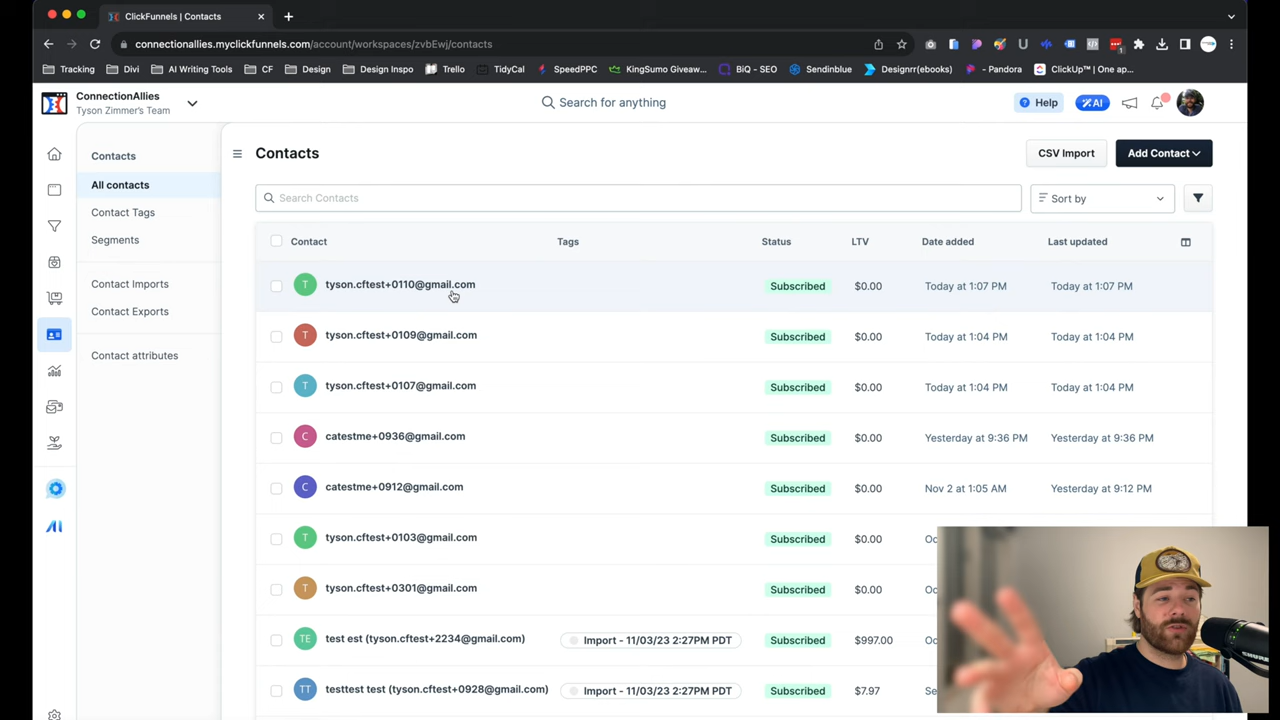 ClickFunnels | Contacts
connectionallies.myclickfunnels.com/account/workspaces/zvbEwj/contacts
Tracking Divi AI Writing Tools CF Design Design Inspo Trello TidyCal SpeedPPC KingSumo Giveaw... BiQ - SEO Sendinblue Designrr(ebooks) - Pandora ClickUp™ | One ap...
ConnectionAllies
Tyson Zimmer's Team
Search for anything
Help
AI
Contacts
All contacts
Contact Tags
Segments
Contact Imports
Contact Exports
Contact attributes
Contacts
CSV Import
Add Contact
Search Contacts
Sort by
Contact Tags Status LTV Date added Last updated
T tyson.cftest+0110@gmail.com Subscribed $0.00 Today at 1:07 PM Today at 1:07 PM
T tyson.cftest+0109@gmail.com Subscribed $0.00 Today at 1:04 PM Today at 1:04 PM
T tyson.cftest+0107@gmail.com Subscribed $0.00 Today at 1:04 PM Today at 1:04 PM
C catestme+0936@gmail.com Subscribed $0.00 Yesterday at 9:36 PM Yesterday at 9:36 PM
C catestme+0912@gmail.com Subscribed $0.00 Nov 2 at 1:05 AM Yesterday at 9:12 PM
T tyson.cftest+0103@gmail.com Subscribed $0.00
T tyson.cftest+0301@gmail.com Subscribed $0.00
TE test est (tyson.cftest+2234@gmail.com) Import - 11/03/23 2:27PM PDT Subscribed $997.00
TT testtest test (tyson.cftest+0928@gmail.com) Import - 11/03/23 2:27PM PDT Subscribed $7.97
AI